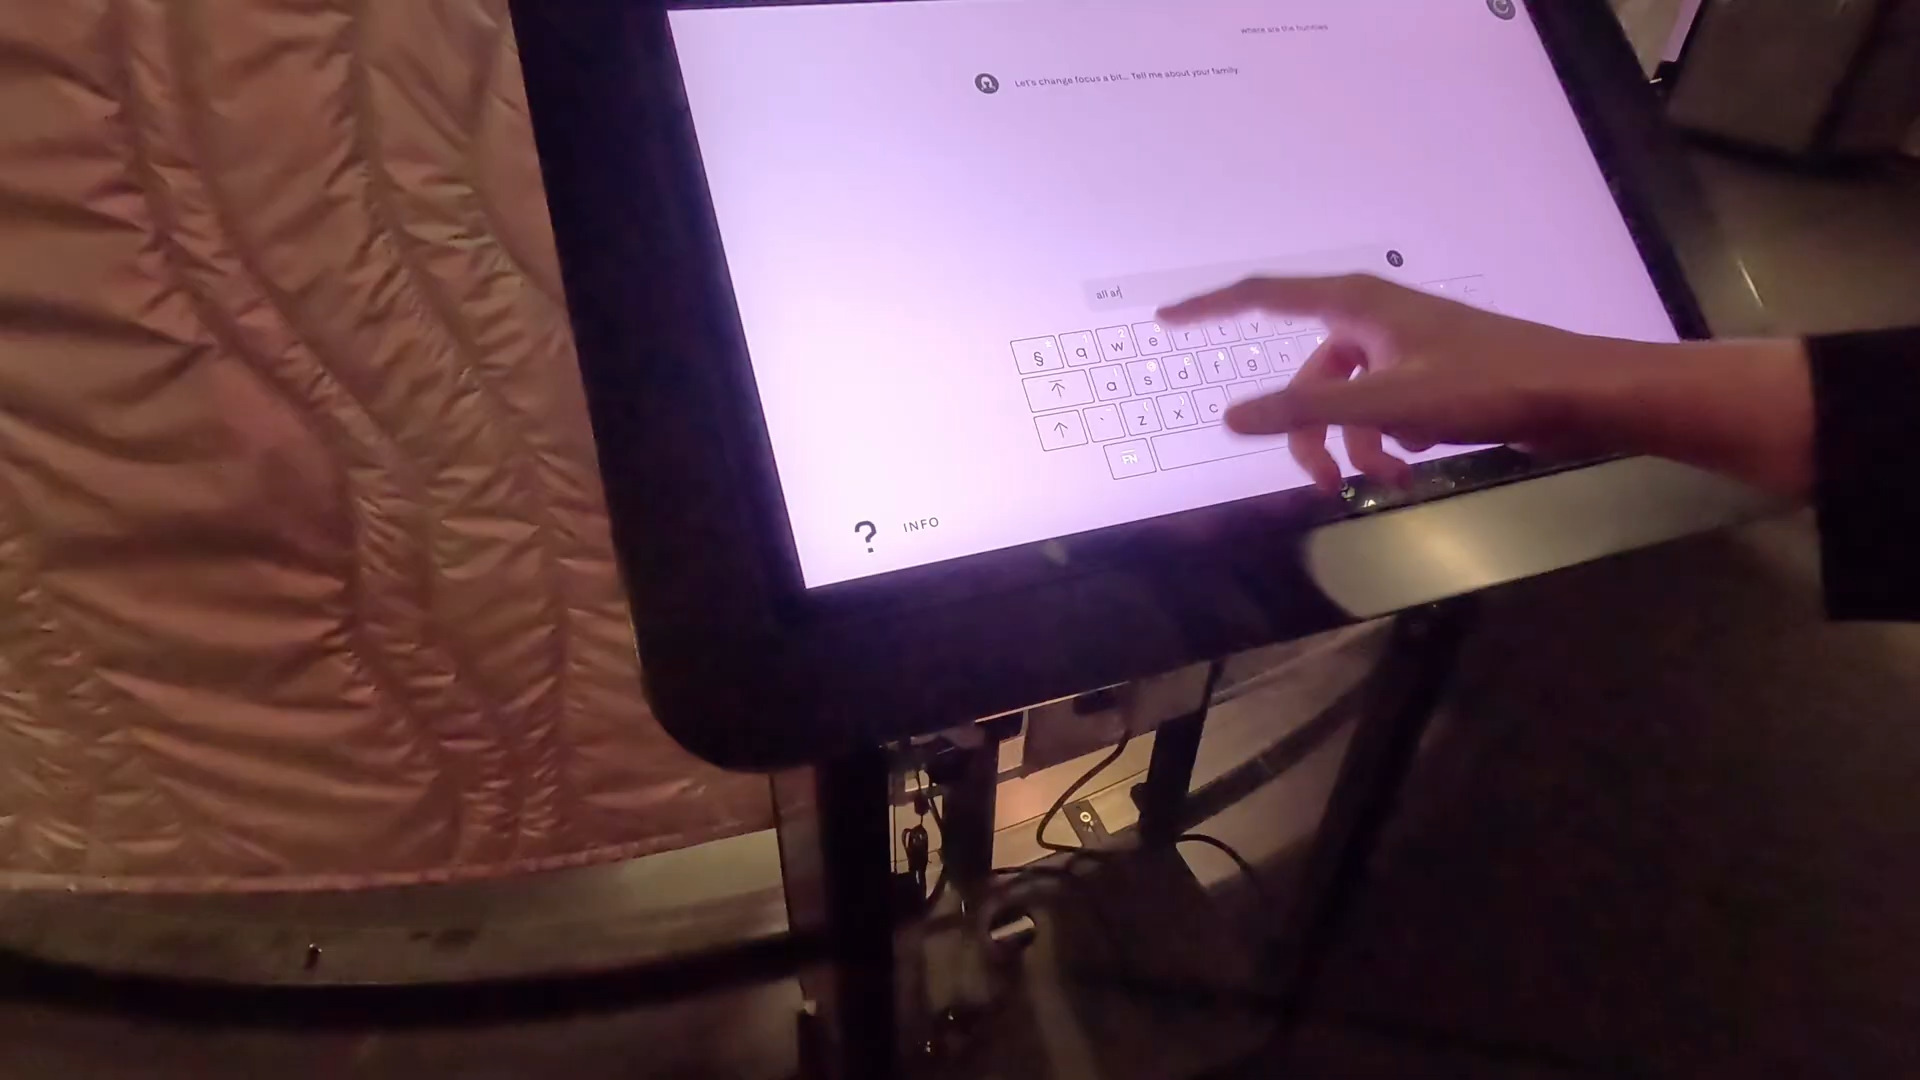 where are the bunnies
Let's change focus a bit... Tell me about your family.
all ar
§ q w e r t y
a s d f g h
z x c
FN
? INFO